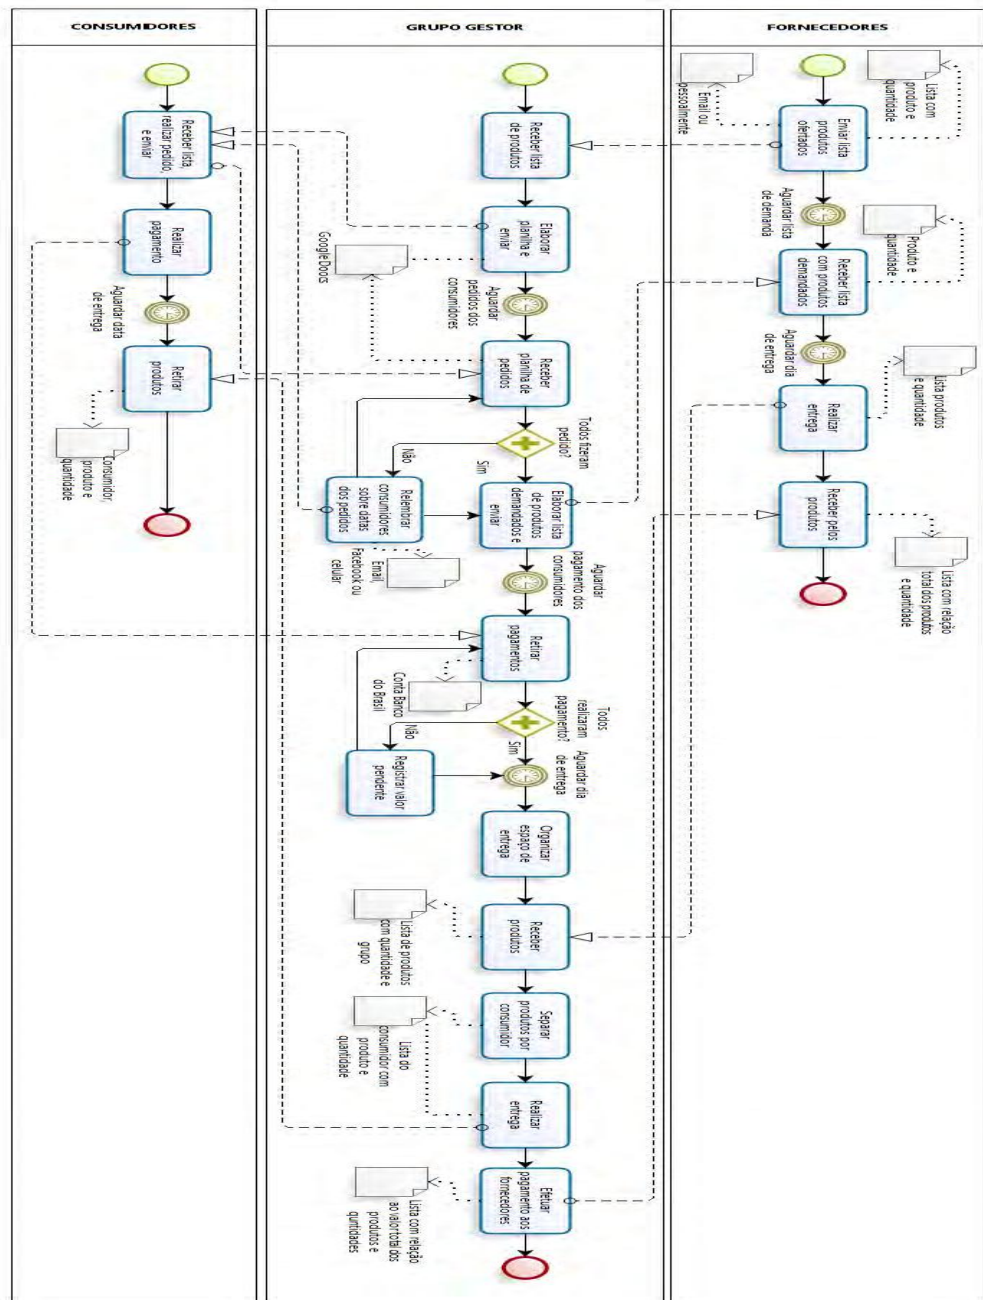 CONSUMIDORES
Receber lista,
realizar pedido,
e enviar
Realizar
pagamento
Aguardar data
de entrega
Retirar
produtos
Consumidor,
produto e
quantidade
GRUPO GESTOR
Receber lista
de produtos
Elaborar
planilha e
enviar
Google Docs
Aguardar
pedidos dos
consumidores
Receber
planilha de
pedidos
Todos fizeram
pedido?
Não
Sim
Relembrar
consumidores
sobre datas
dos pedidos
Email,
Facebook ou
celular
Elaborar lista
de produtos
demandados e
enviar
Aguardar
pagamento dos
consumidores
Retirar
pagamentos
Conta Banco
do Brasil
Todos
realizaram
pagamento?
Não
Sim
Registrar valor
pendente
Aguardar dia
de entrega
Organizar
espaço de
entrega
Receber
produtos
Lista de produtos
com quantidade e
grupo
Separar
produtos por
consumidor
Lista do
consumidor com
produto e
quantidade
Realizar
entrega
Efetuar
pagamento aos
fornecedores
Lista com relação
ao valor total dos
produtos e
quntidades
FORNECEDORES
Enviar lista
produtos
ofertados
Email ou
pessoalmente
Lista com
produto e
quantidade
Aguardar lista
de demanda
Receber lista
com produtos
demandados
Produto e
quantidade
Aguardar dia
de entrega
Realizar
entrega
Lista produtos
e quantidade
Receber pelos
produtos
Lista com relação
total dos produtos
e quantidade